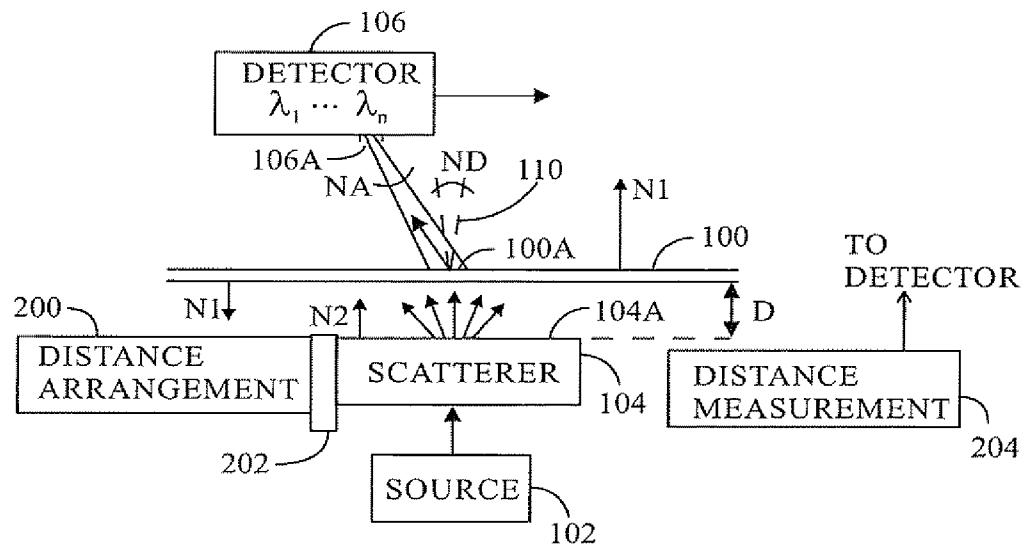 106
DETECTOR
λ1 ··· λn
106A
NA
ND
110
N1
100A
100
TO
DETECTOR
N1
N2
D
200
104A
DISTANCE
ARRANGEMENT
SCATTERER
DISTANCE
MEASUREMENT
104
202
204
SOURCE
102